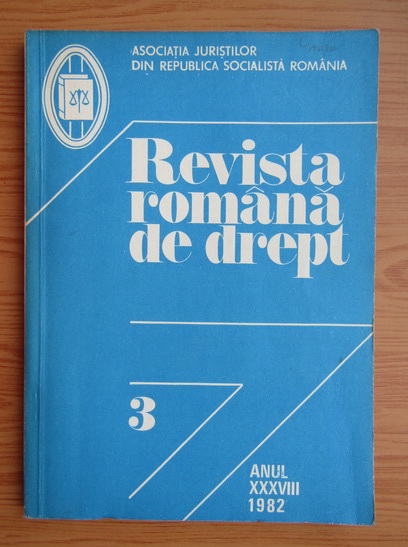 ASOCIAȚIA JURIȘTILOR
DIN REPUBLICA SOCIALISTĂ ROMÂNIA
Revista
română
de drept
3
ANUL
XXXVIII
1982